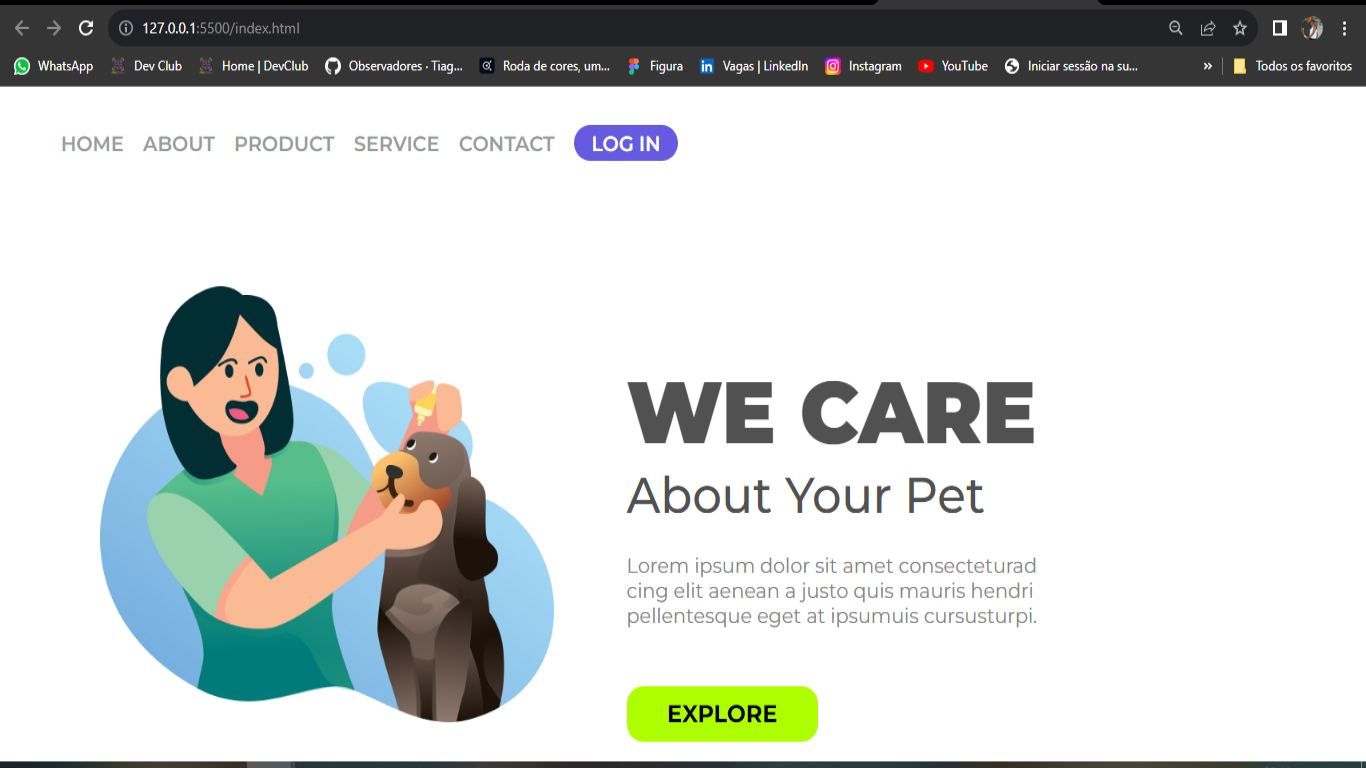 127.0.0.1:5500/index.html
WhatsApp Dev Club Home | DevClub Observadores · Tiag... Roda de cores, um... Figura Vagas | LinkedIn Instagram YouTube Iniciar sessão na su... » Todos os favoritos
HOME ABOUT PRODUCT SERVICE CONTACT LOG IN
WE CARE
About Your Pet
Lorem ipsum dolor sit amet consecteturad
cing elit aenean a justo quis mauris hendri
pellentesque eget at ipsumuis cursusturpi.
EXPLORE